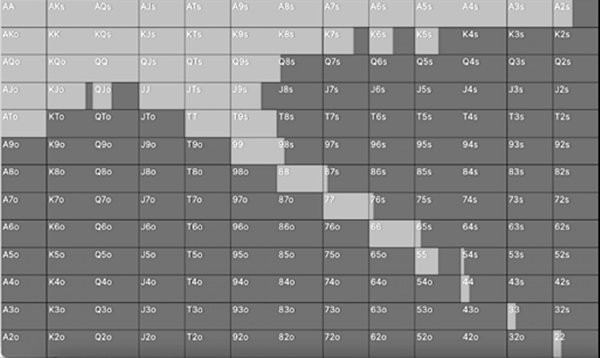 AA AKs AQs AJs ATs A9s A8s A7s A6s A5s A4s A3s A2s
AKo KK KQs KJs KTs K9s K8s K7s K6s K5s K4s K3s K2s
AQo KQo QQ QJs QTs Q9s Q8s Q7s Q6s Q5s Q4s Q3s Q2s
AJo KJo QJo JJ JTs J9s J8s J7s J6s J5s J4s J3s J2s
ATo KTo QTo JTo TT T9s T8s T7s T6s T5s T4s T3s T2s
A9o K9o Q9o J9o T9o 99 98s 97s 96s 95s 94s 93s 92s
A8o K8o Q8o J8o T8o 98o 88 87s 86s 85s 84s 83s 82s
A7o K7o Q7o J7o T7o 97o 87o 77 76s 75s 74s 73s 72s
A6o K6o Q6o J6o T6o 96o 86o 76o 66 65s 64s 63s 62s
A5o K5o Q5o J5o T5o 95o 85o 75o 65o 55 54s 53s 52s
A4o K4o Q4o J4o T4o 94o 84o 74o 64o 54o 44 43s 42s
A3o K3o Q3o J3o T3o 93o 83o 73o 63o 53o 43o 33 32s
A2o K2o Q2o J2o T2o 92o 82o 72o 62o 52o 42o 32o 22